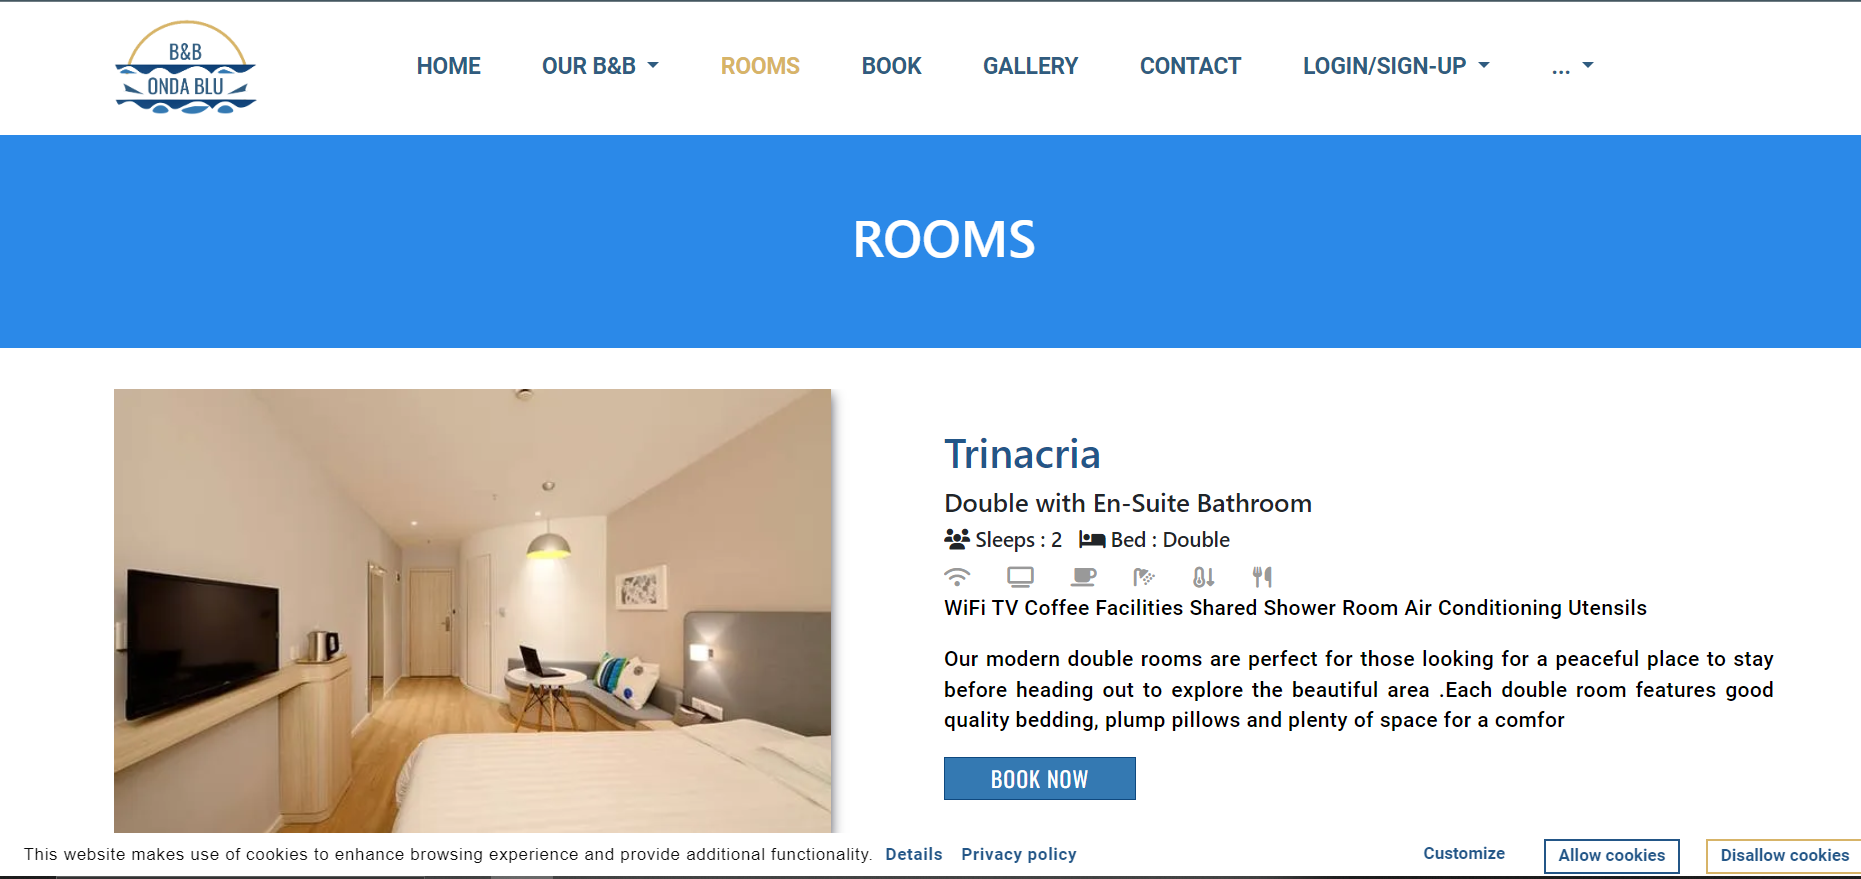 B&B
ONDA BLU
HOME OUR B&B ROOMS BOOK GALLERY CONTACT LOGIN/SIGN-UP ...
ROOMS
Trinacria
Double with En-Suite Bathroom
Sleeps : 2 Bed : Double
WiFi TV Coffee Facilities Shared Shower Room Air Conditioning Utensils
Our modern double rooms are perfect for those looking for a peaceful place to stay
before heading out to explore the beautiful area .Each double room features good
quality bedding, plump pillows and plenty of space for a comfor
BOOK NOW
This website makes use of cookies to enhance browsing experience and provide additional functionality. Details Privacy policy Customize Allow cookies Disallow cookies